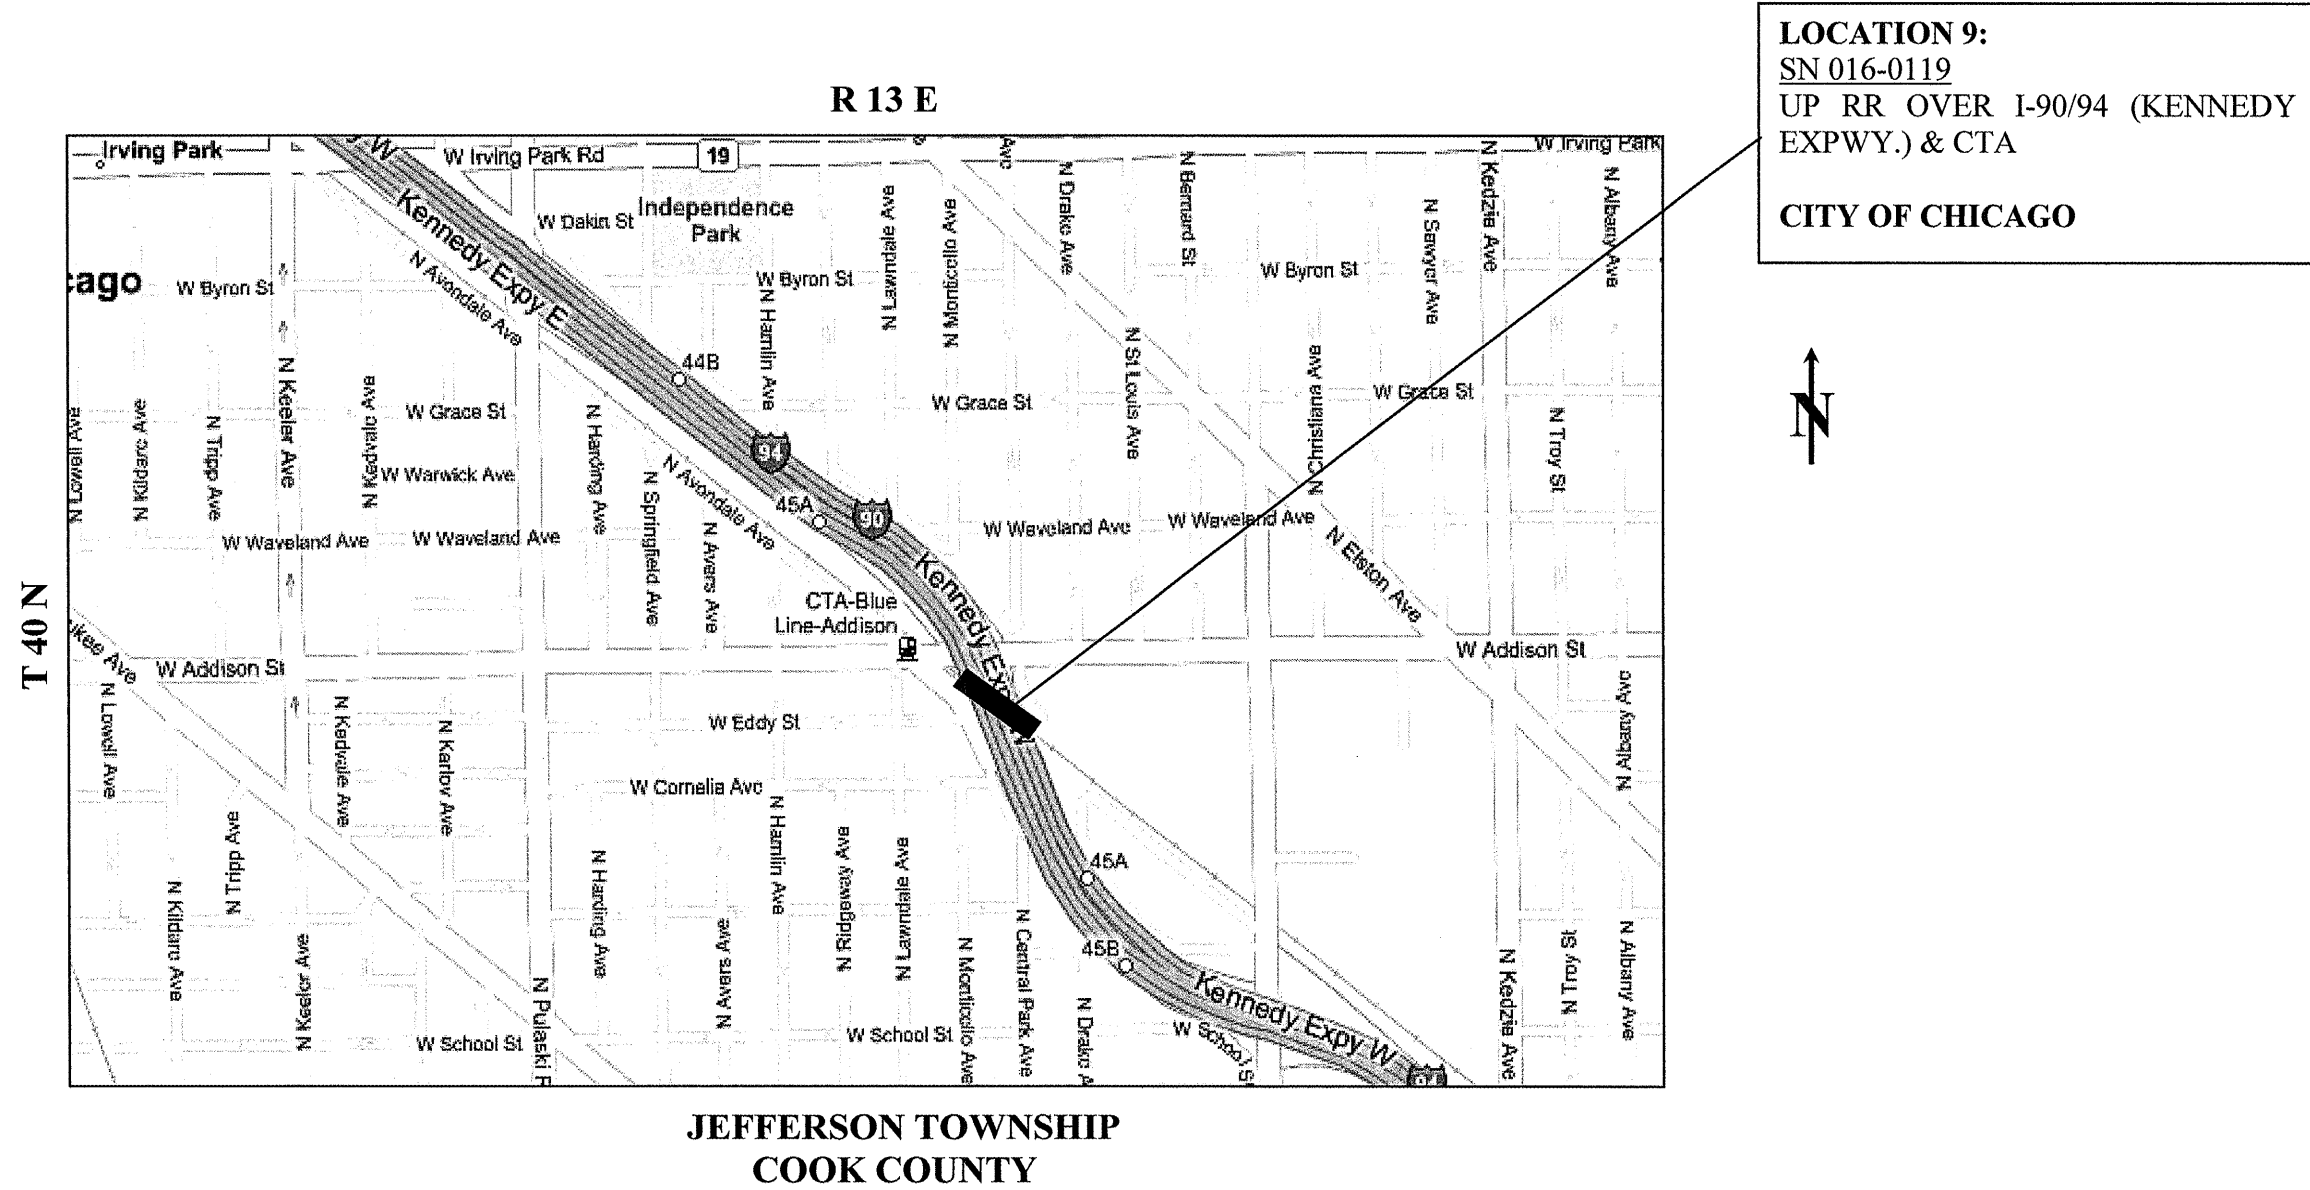 LOCATION 9:
SN 016-0119
UP RR OVER I-90/94 (KENNEDY
EXPWY.) & CTA
CITY OF CHICAGO
R 13 E
N
T 40 N
Irving Park
W Irving Park Rd
19
W Irving Park
W Dakin St
Independence
Park
Kennedy Expy E
N Avondale Ave
cago
W Byron St
W Byron St
W Byron St
N Hamlin Ave
N Lawndale Ave
N Monticello Ave
Ave
N Drake Ave
N Bernard St
N Sawyer Ave
N Kedzie Ave
N Albany Ave
44B
N St Louis Ave
N Christiana Ave
N Lowell Ave
N Kildare Ave
N Tripp Ave
N Keeler Ave
N Kedvale Ave
W Grace St
W Grace St
W Grace St
N Harding Ave
N Troy St
94
W Warwick Ave
N Springfield Ave
N Avondale Ave
45A
90
N Avers Ave
W Waveland Ave
W Waveland Ave
W Waveland Ave
W Waveland Ave
N Elston Ave
Kennedy Exp
CTA-Blue
Line-Addison
ukee Ave
W Addison St
W Addison St
N Lowell Ave
N Kedvale Ave
N Karlov Ave
W Eddy St
N Albany Ave
W Cornelia Ave
N Hamlin Ave
N Tripp Ave
N Ridgeway Ave
N Lawndale Ave
45A
N Kildare Ave
N Harding Ave
N Avers Ave
N Central Park Ave
45B
N Keeler Ave
N Pulaski R
N Monticello Ave
N Drake A
Kennedy Expy W
N Kedzie Ave
N Troy St
N Albany Ave
W School St
W School St
W School St
JEFFERSON TOWNSHIP
COOK COUNTY